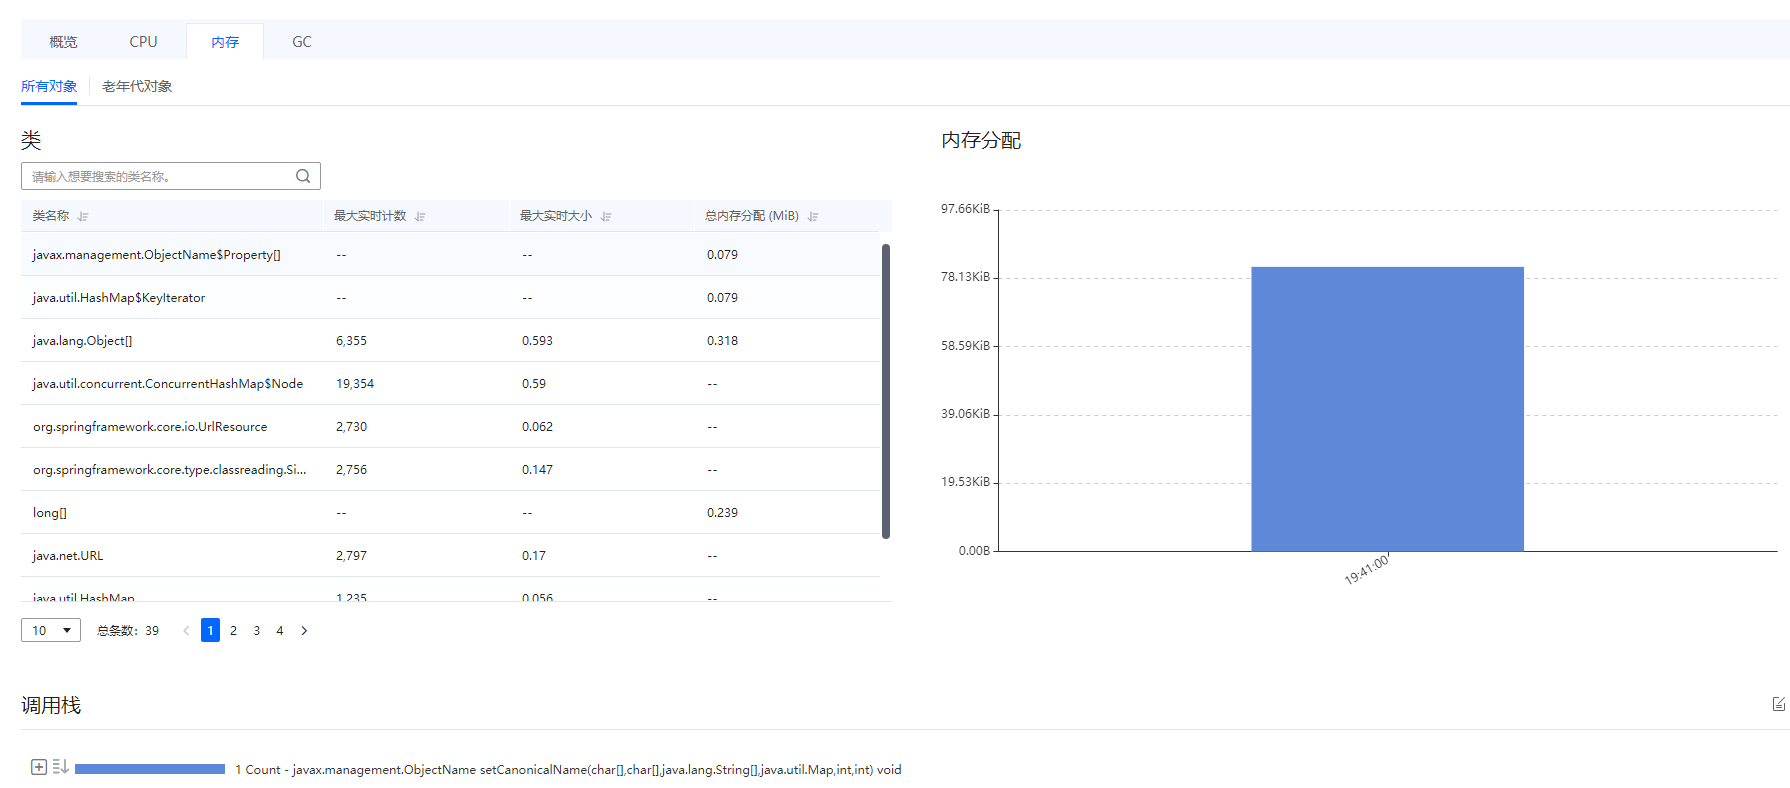 概览 CPU 内存 GC
所有对象 老年代对象
类
请输入想要搜索的类名称。
类名称 最大实时计数 最大实时大小 总内存分配 (MiB)
javax.management.ObjectName$Property[] -- -- 0.079
java.util.HashMap$KeyIterator -- -- 0.079
java.lang.Object[] 6,355 0.593 0.318
java.util.concurrent.ConcurrentHashMap$Node 19,354 0.59 --
org.springframework.core.io.UrlResource 2,730 0.062 --
org.springframework.core.type.classreading.Si... 2,756 0.147 --
long[] -- -- 0.239
java.net.URL 2,797 0.17 --
java.util.HashMap 1,235 0.056 --
10 总条数: 39 1 2 3 4
内存分配
97.66KiB
78.13KiB
58.59KiB
39.06KiB
19.53KiB
0.00B
19:41:00
调用栈
1 Count - javax.management.ObjectName setCanonicalName(char[],char[],java.lang.String[],java.util.Map,int,int) void